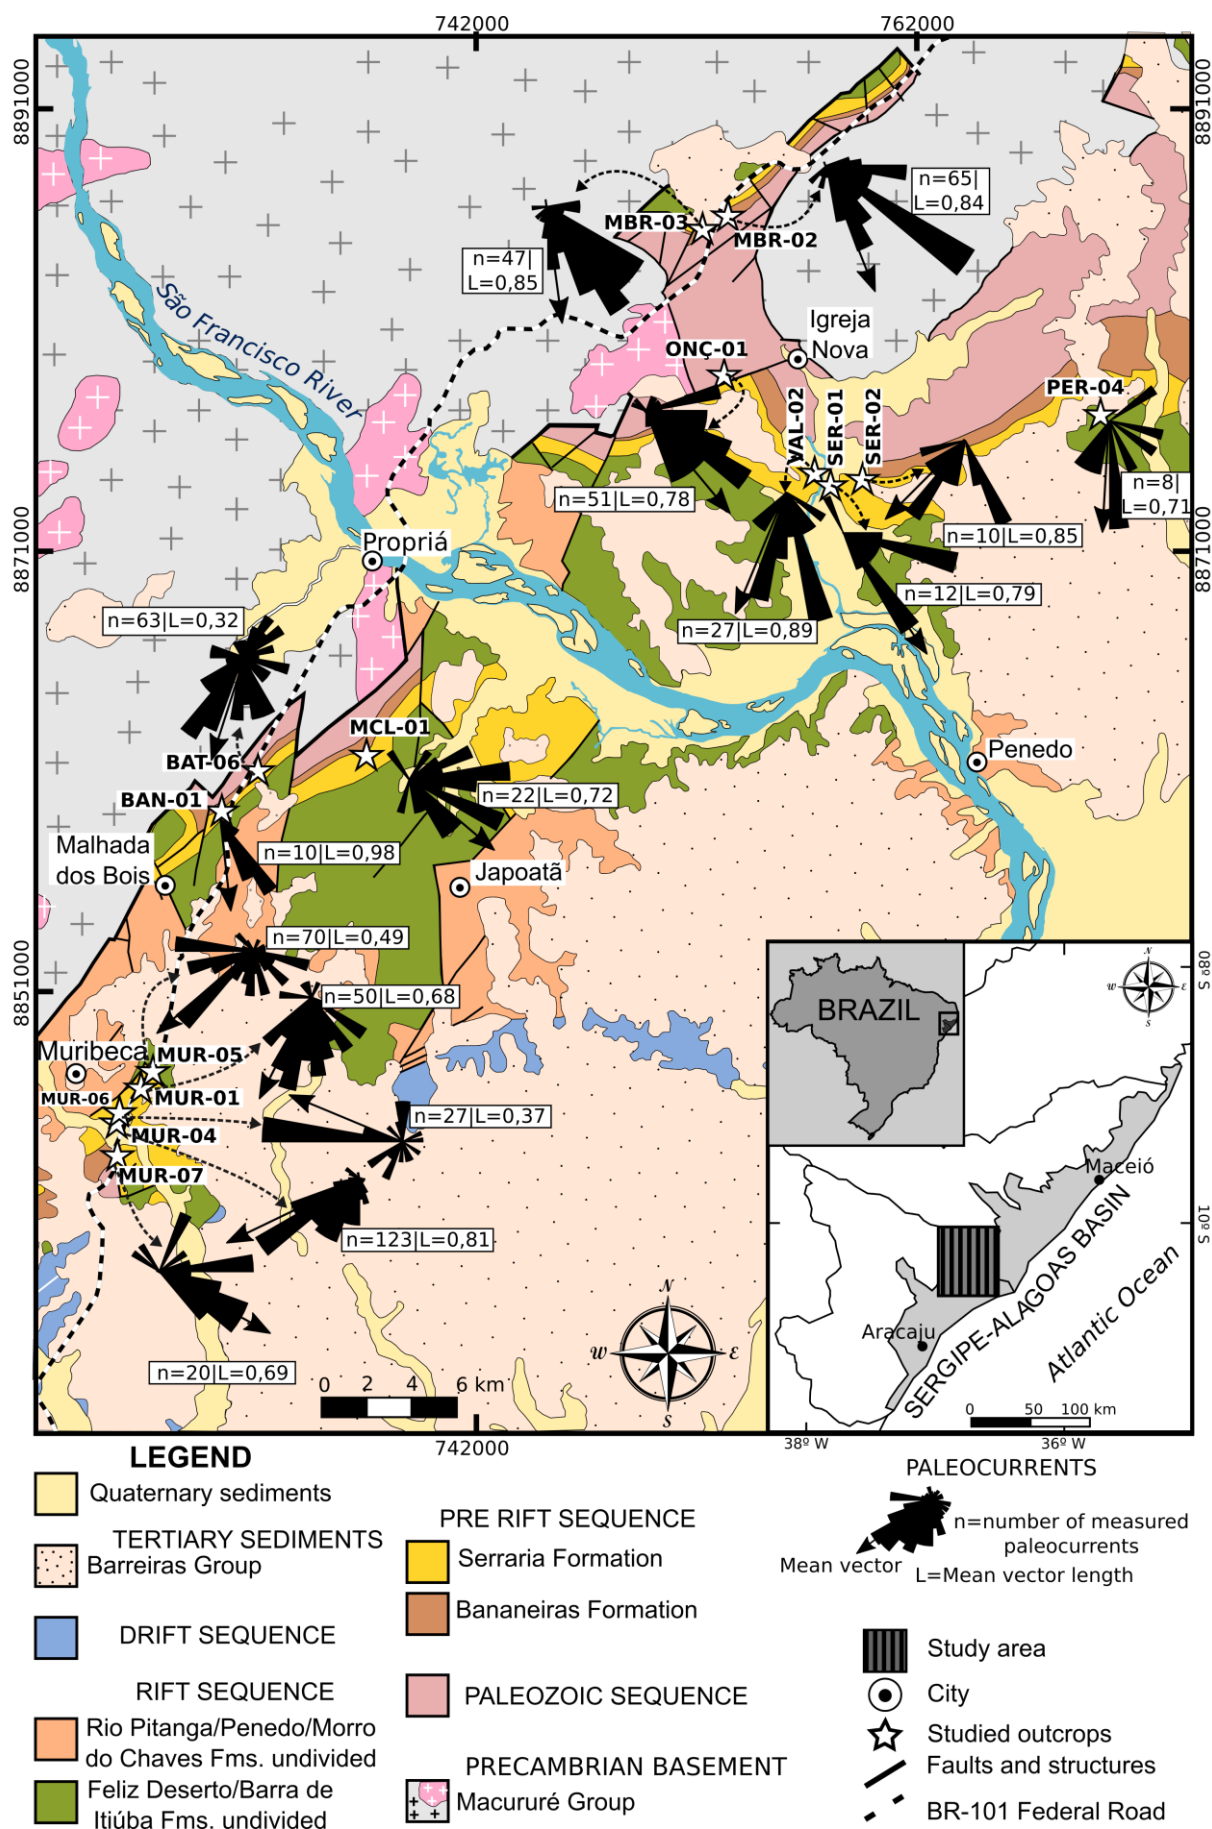 742000
762000
8891000
8891000
n=65|
L=0,84
MBR-03
MBR-02
n=47|
L=0,85
São Francisco River
Igreja
Nova
ONÇ-01
PER-04
VAL-02
SER-01
SER-02
n=51|L=0,78
n=8|
L=0,71
n=10|L=0,85
8871000
8871000
Propriá
n=12|L=0,79
n=63|L=0,32
n=27|L=0,89
MCL-01
Penedo
BAT-06
BAN-01
n=22|L=0,72
Malhada
dos Bois
n=10|L=0,98
Japoatã
n=70|L=0,49
8851000
n=50|L=0,68
Muribeca
MUR-05
MUR-06
MUR-01
n=27|L=0,37
MUR-04
MUR-07
n=123|L=0,81
n=20|L=0,69
N
W
E
S
0 2 4 6 km
742000
BRAZIL
N
W
E
S
08º S
Maceió
10º S
Aracaju
SERGIPE-ALAGOAS BASIN
Atlantic Ocean
0 50 100 km
38º W
36º W
LEGEND
Quaternary sediments
TERTIARY SEDIMENTS
Barreiras Group
DRIFT SEQUENCE
RIFT SEQUENCE
Rio Pitanga/Penedo/Morro
do Chaves Fms. undivided
Feliz Deserto/Barra de
Itiúba Fms. undivided
PRE RIFT SEQUENCE
Serraria Formation
Bananeiras Formation
PALEOZOIC SEQUENCE
PRECAMBRIAN BASEMENT
Macururé Group
PALEOCURRENTS
n=number of measured
paleocurrents
Mean vector
L=Mean vector length
Study area
City
Studied outcrops
Faults and structures
BR-101 Federal Road